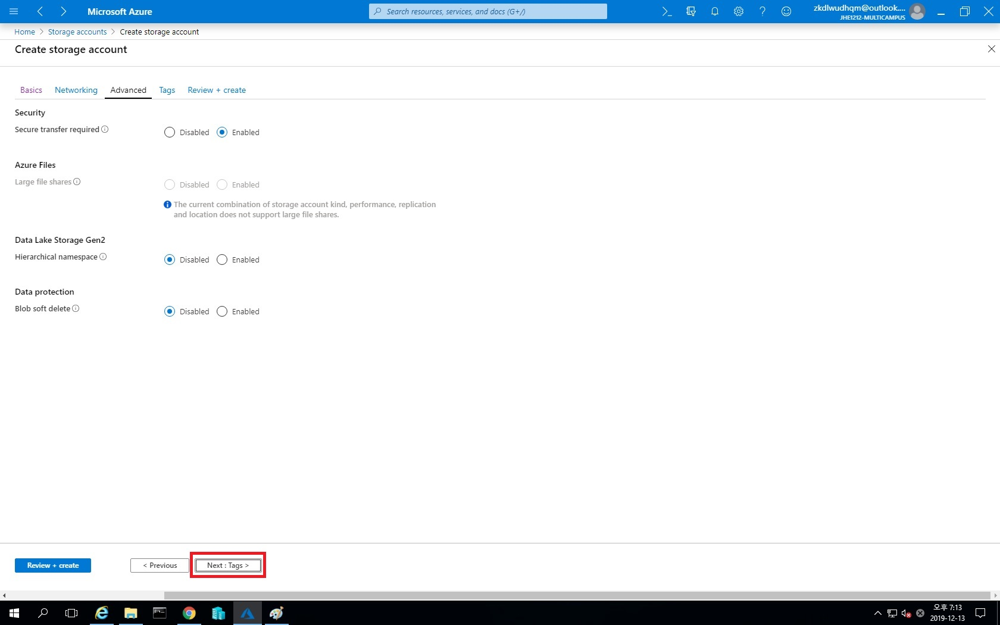 Microsoft Azure
Search resources, services, and docs (G+/)
zkdlwudhqm@outlook....
JHE1212-MULTICAMPUS
Home > Storage accounts > Create storage account
Create storage account
Basics Networking Advanced Tags Review + create
Security
Secure transfer required Disabled Enabled
Azure Files
Large file shares Disabled Enabled
The current combination of storage account kind, performance, replication
and location does not support large file shares.
Data Lake Storage Gen2
Hierarchical namespace Disabled Enabled
Data protection
Blob soft delete Disabled Enabled
Review + create < Previous Next : Tags >
오후 7:13
2019-12-13